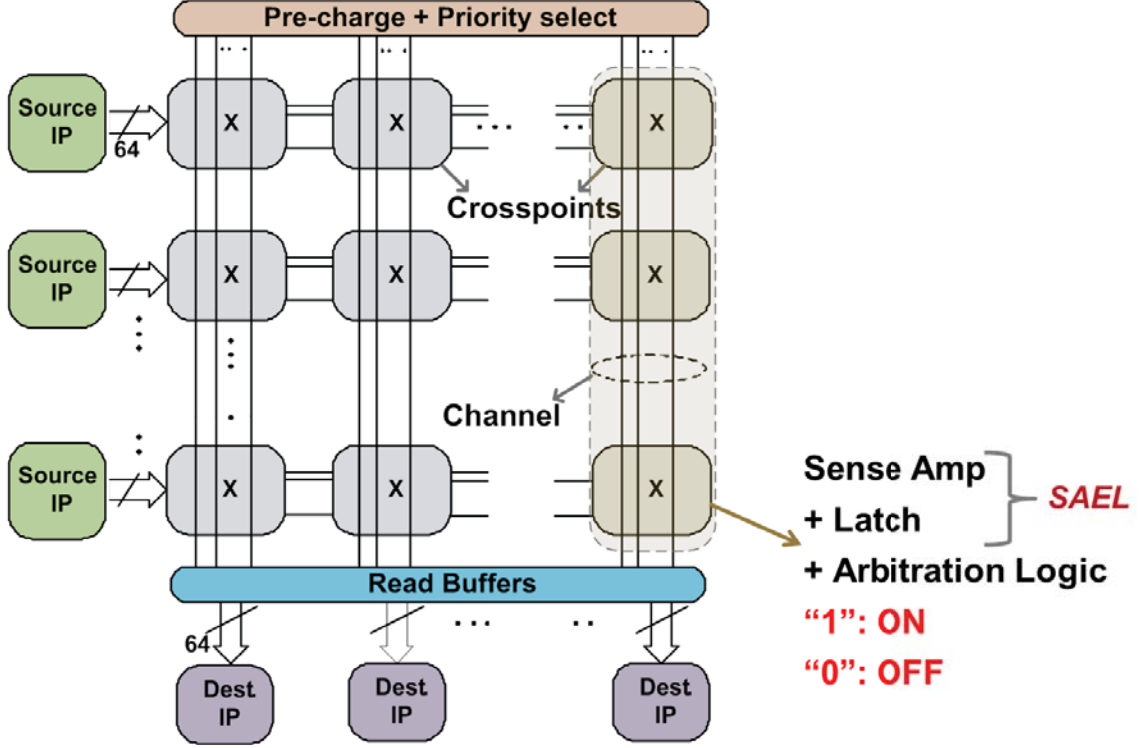 Pre-charge + Priority select
Source
IP
64
X
X
X
Crosspoints
Source
IP
X
X
X
Channel
Source
IP
X
X
X
Sense Amp
+ Latch
SAEL
+ Arbitration Logic
“1”: ON
“0”: OFF
Read Buffers
64
Dest
IP
Dest
IP
Dest
IP